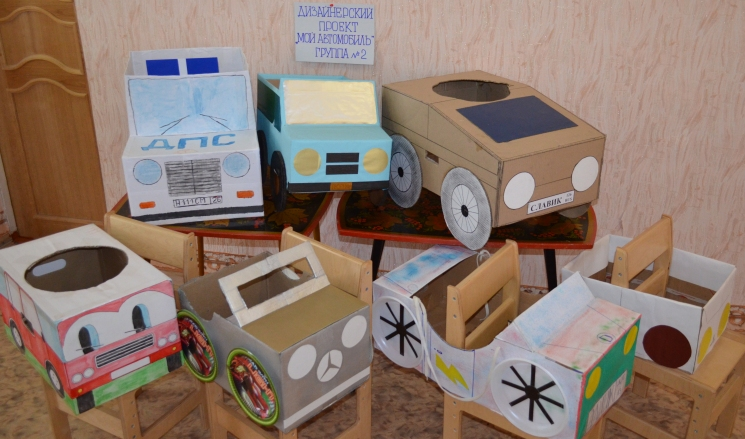 ДИЗАЙНЕРСКИЙ
ПРОЕКТ
"МОЙ АВТОМОБИЛЬ"
ГРУППА №2
ДПС
СЛАВИК